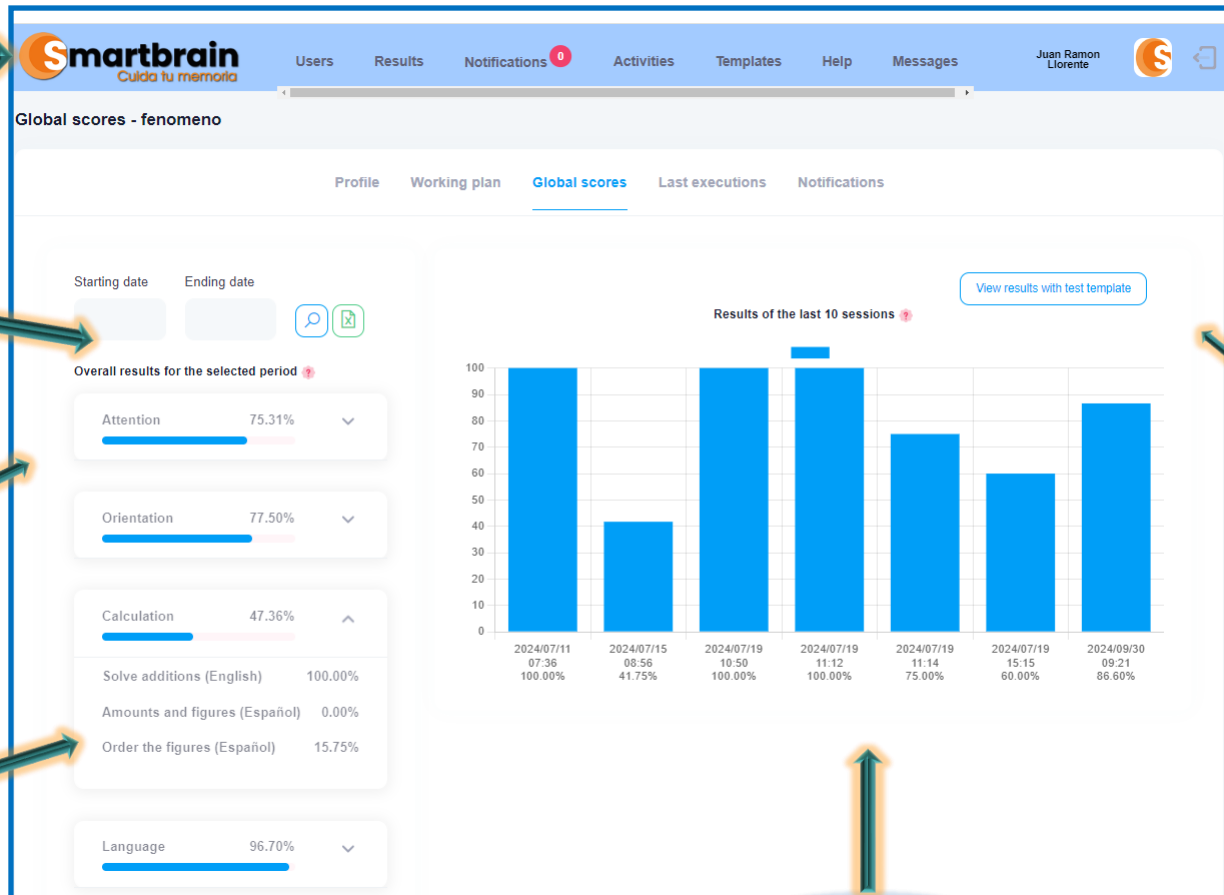 Smartbrain
Cuida tu memoria
Users Results Notifications 0 Activities Templates Help Messages
Juan Ramon
Llorente
S
Global scores - fenomeno
Profile Working plan Global scores Last executions Notifications
Starting date Ending date
View results with test template
Results of the last 10 sessions ?
Overall results for the selected period ?
Attention 75.31%
Orientation 77.50%
Calculation 47.36%
Solve additions (English) 100.00%
Amounts and figures (Español) 0.00%
Order the figures (Español) 15.75%
Language 96.70%
100
90
80
70
60
50
40
30
20
10
0
2024/07/11 2024/07/15 2024/07/19 2024/07/19 2024/07/19 2024/07/19 2024/09/30
07:36 08:56 10:50 11:12 11:14 15:15 09:21
100.00% 41.75% 100.00% 100.00% 75.00% 60.00% 86.60%